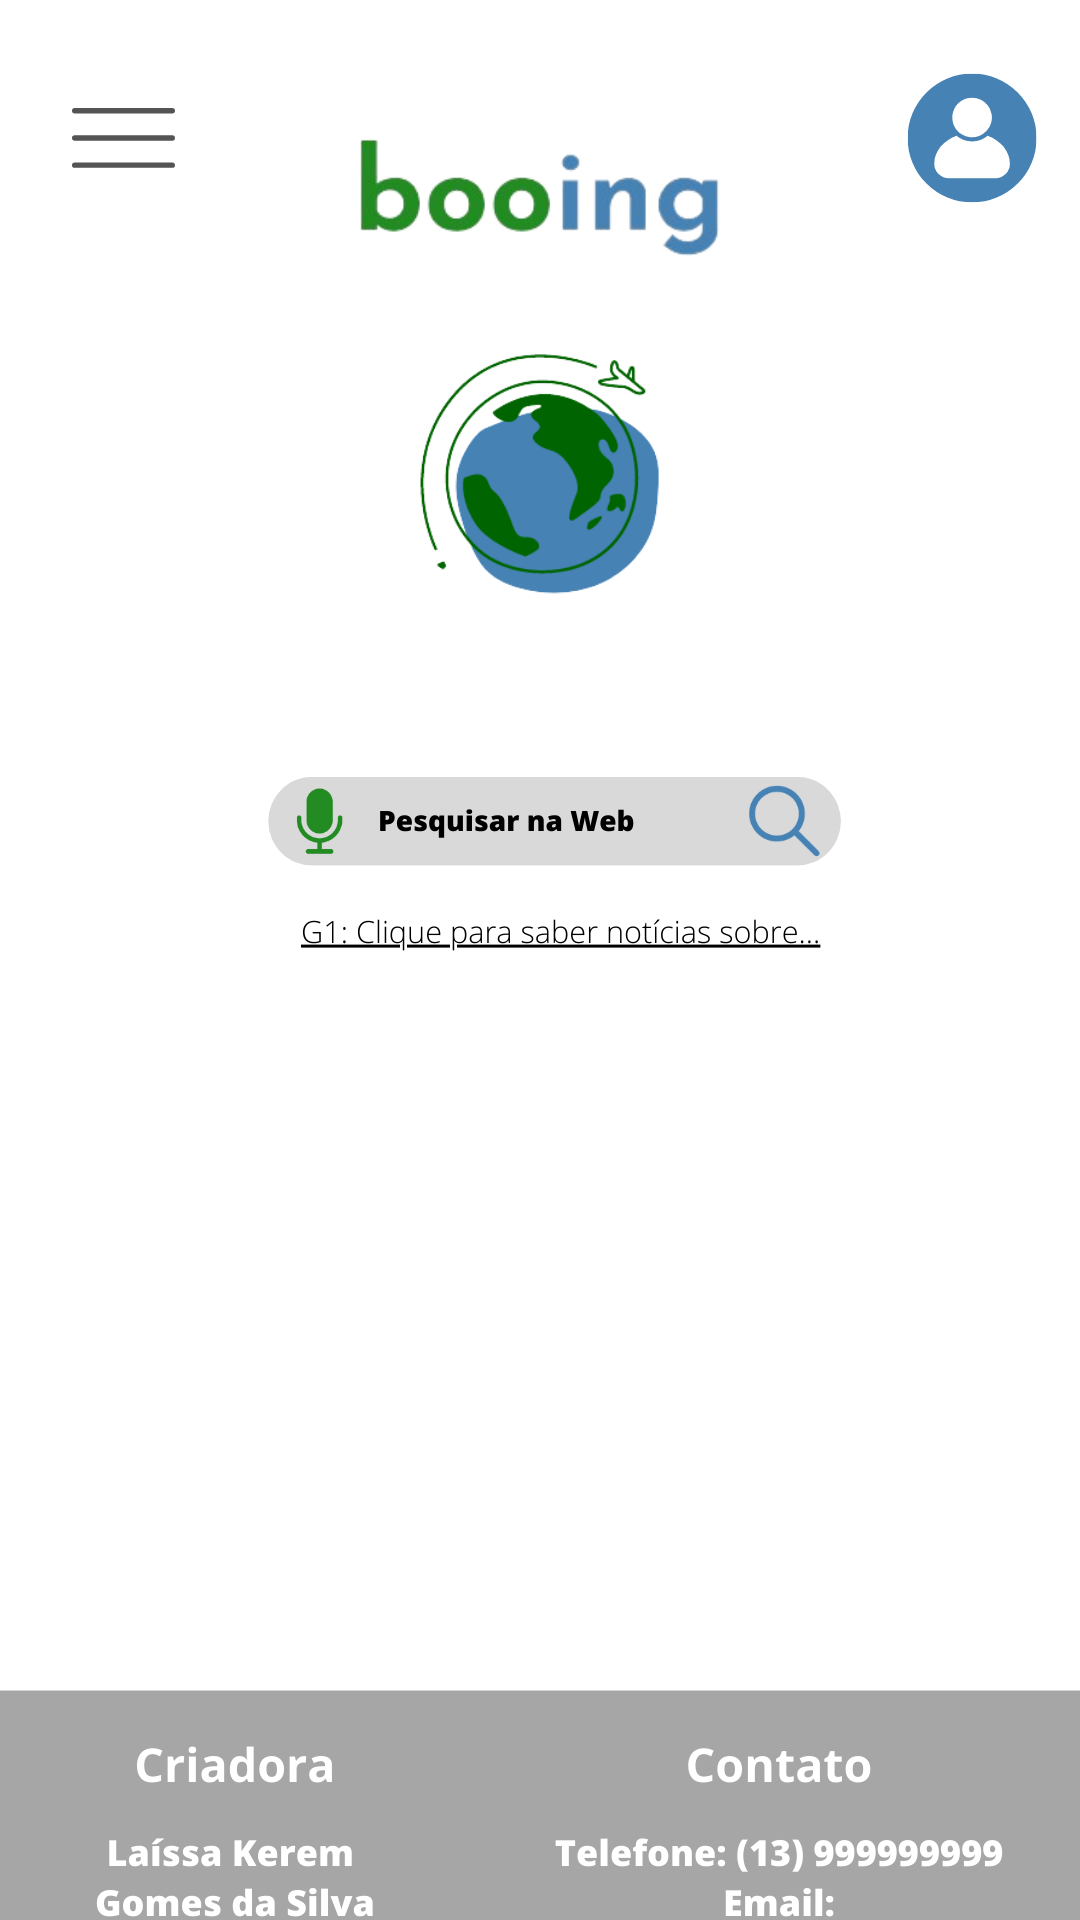 booing
Pesquisar na Web
G1: Clique para saber notícias sobre...
Criadora
Laíssa Kerem
Gomes da Silva
Contato
Telefone: (13) 999999999
Email: